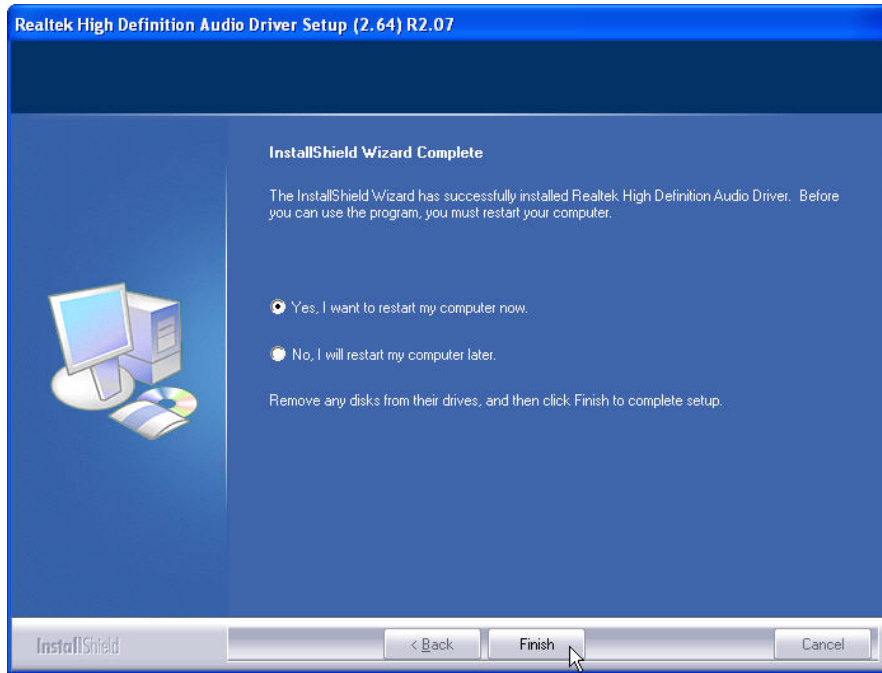 Realtek High Definition Audio Driver Setup (2.64) R2.07
InstallShield Wizard Complete
The InstallShield Wizard has successfully installed Realtek High Definition Audio Driver.  Before
you can use the program, you must restart your computer.
Yes, I want to restart my computer now.
No, I will restart my computer later.
Remove any disks from their drives, and then click Finish to complete setup.
InstallShield
< Back
Finish
Cancel